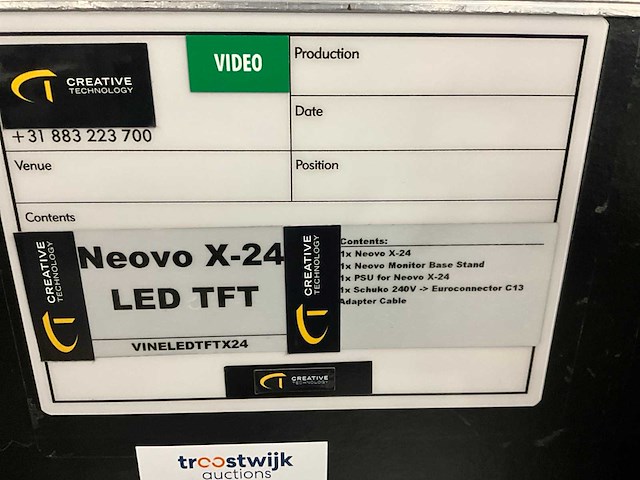 CREATIVE
TECHNOLOGY
VIDEO
Production
+31 883 223 700
Date
Venue
Position
Contents
CREATIVE
TECHNOLOGY
Neovo X-24
LED TFT
VINELEDTFTX24
CREATIVE
TECHNOLOGY
Contents:
1x Neovo X-24
1x Neovo Monitor Base Stand
1x PSU for Neovo X-24
1x Schuko 240V -> Euroconnector C13
Adapter Cable
CREATIVE
TECHNOLOGY
troostwijk
auctions